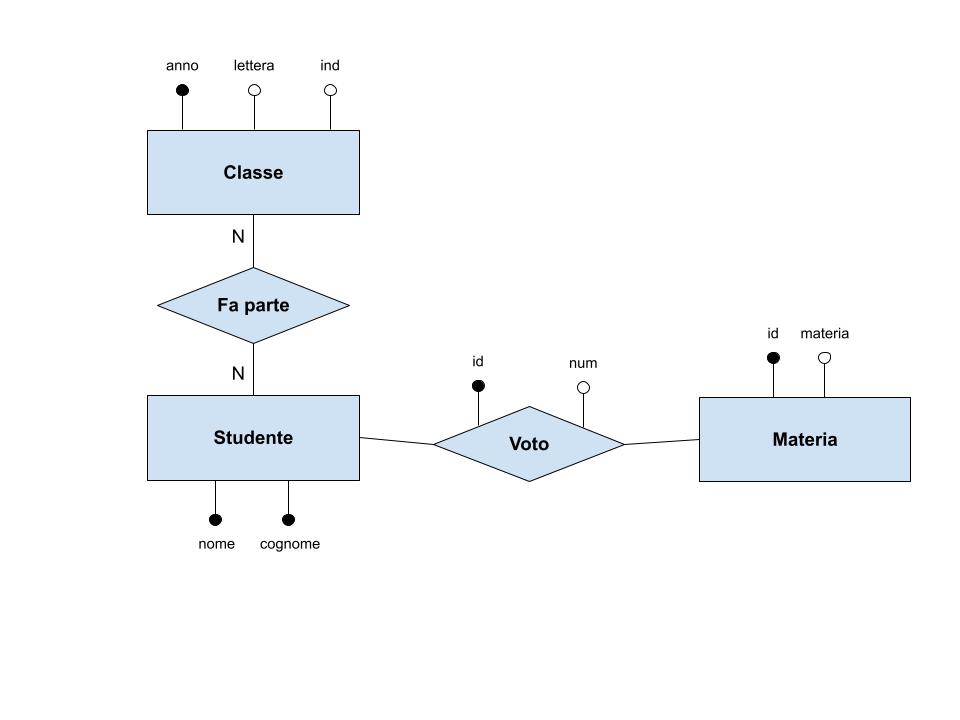 anno lettera ind
Classe
N
Fa parte
N
Studente
nome cognome
id num
Voto
id materia
Materia